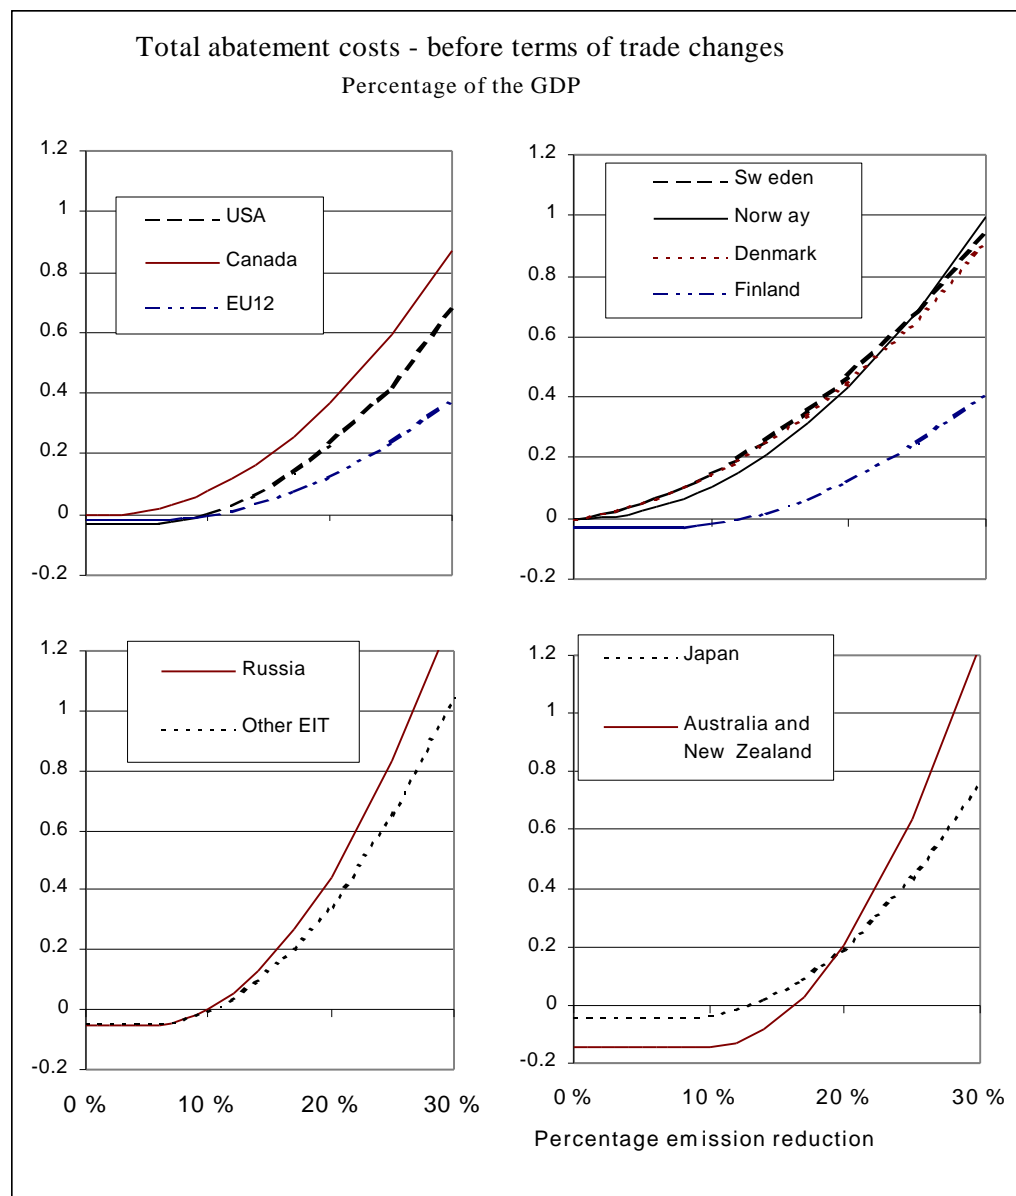 Total abatement costs - before terms of trade changes
Percentage of the GDP
1.2
1
0.8
0.6
0.4
0.2
0
-0.2
USA
Canada
EU12
1.2
1
0.8
0.6
0.4
0.2
0
-0.2
Sw eden
Norw ay
Denmark
Finland
1.2
1
0.8
0.6
0.4
0.2
0
-0.2
Russia
Other EIT
0 %
10 %
20 %
30 %
1.2
1
0.8
0.6
0.4
0.2
0
-0.2
Japan
Australia and
New Zealand
0 %
10 %
20 %
30 %
Percentage emission reduction